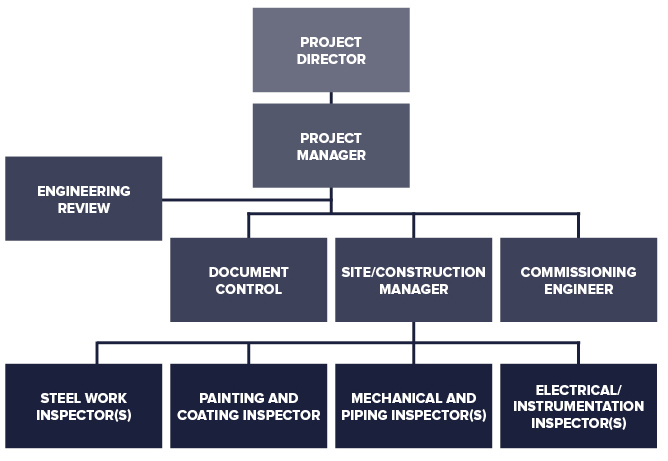 PROJECT
DIRECTOR
PROJECT
MANAGER
ENGINEERING
REVIEW
DOCUMENT
CONTROL
SITE/CONSTRUCTION
MANAGER
COMMISSIONING
ENGINEER
STEEL WORK
INSPECTOR(S)
PAINTING AND
COATING INSPECTOR
MECHANICAL AND
PIPING INSPECTOR(S)
ELECTRICAL/
INSTRUMENTATION
INSPECTOR(S)